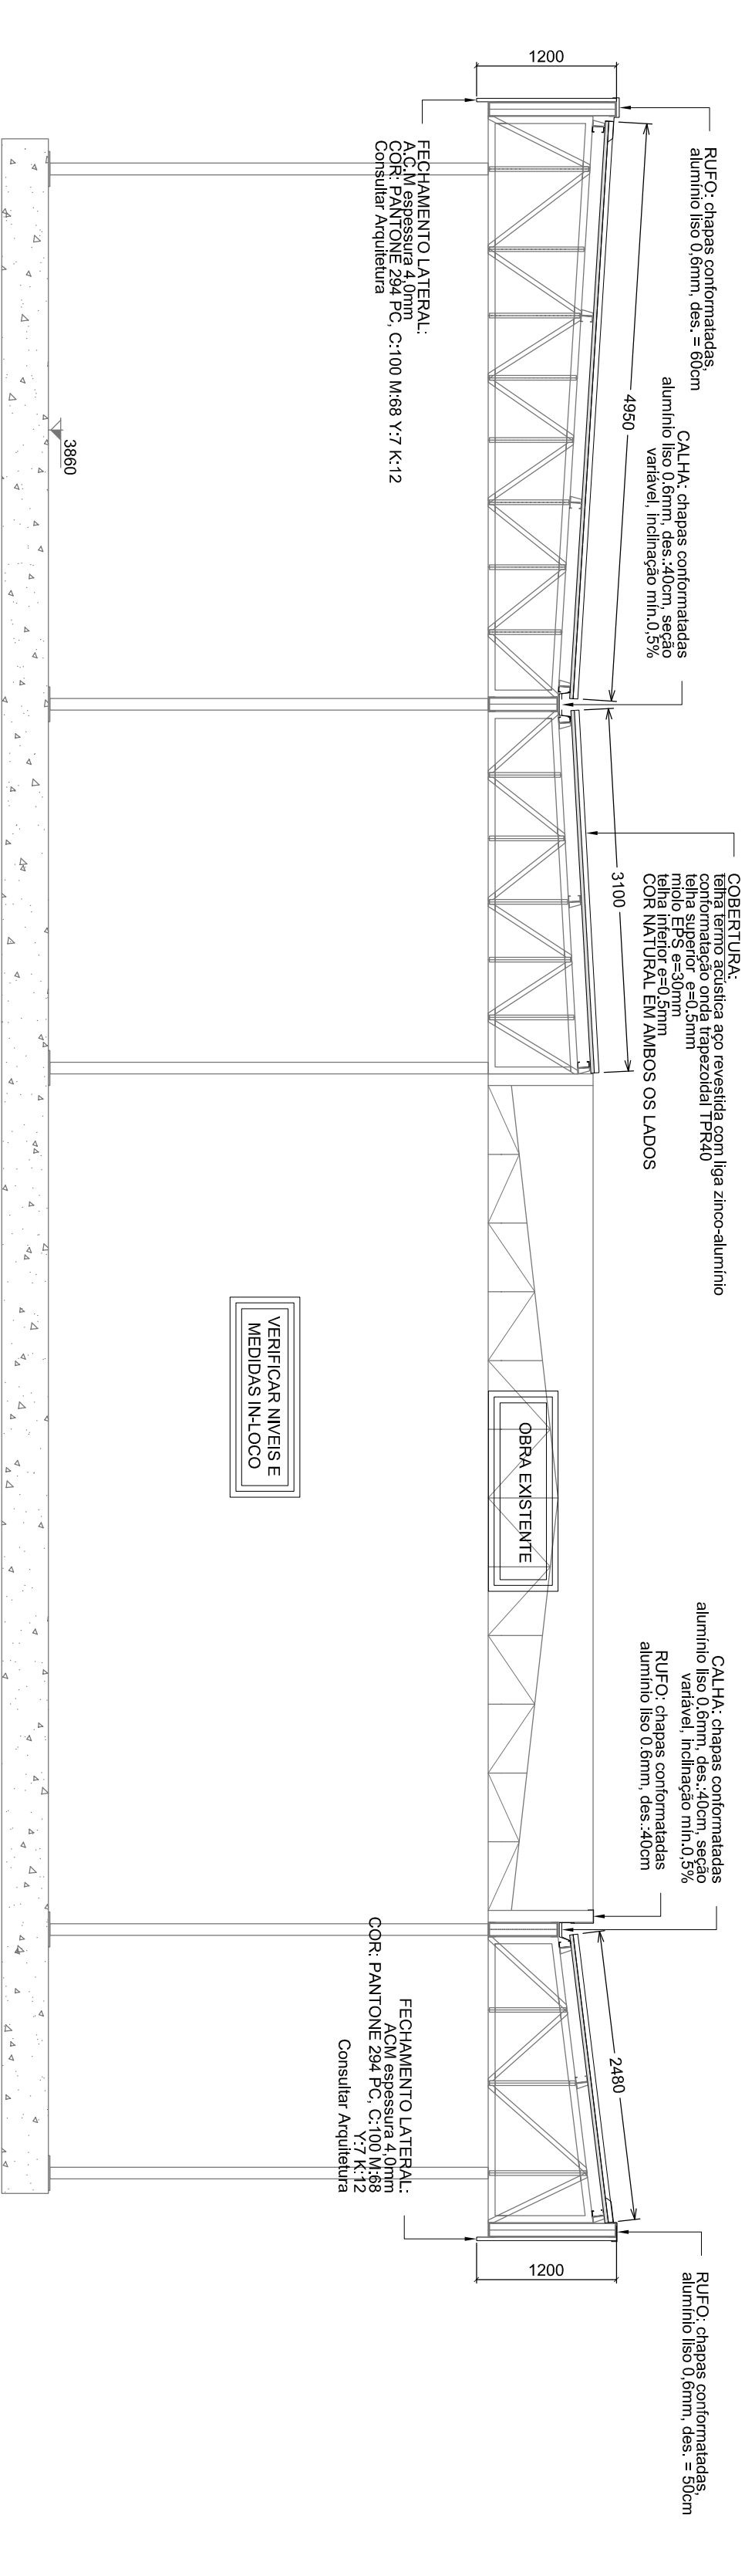 1200
RUFO: chapas conformatadas,
alumínio liso 0,6mm, des. = 60cm
FECHAMENTO LATERAL:
A.C.M espessura 4,0mm
COR: PANTONE 294 PC, C:100 M:68 Y:7 K:12
Consultar Arquitetura
4950
CALHA: chapas conformatadas
alumínio liso 0.6mm, des.:40cm, seção
variável, inclinação mín.0,5%
3860
3100
COBERTURA:
telha termo acústica aço revestida com liga zinco-alumínio
conformatação onda trapezoidal TPR40
telha superior e=0.5mm
miolo EPS e=30mm
telha inferior e=0.5mm
COR NATURAL EM AMBOS OS LADOS
VERIFICAR NIVEIS E
MEDIDAS IN-LOCO
OBRA EXISTENTE
CALHA: chapas conformatadas
alumínio liso 0.6mm, des.:40cm, seção
variável, inclinação mín.0,5%
RUFO: chapas conformatadas
alumínio liso 0.6mm, des.:40cm
2480
FECHAMENTO LATERAL:
ACM espessura 4,0mm
COR: PANTONE 294 PC, C:100 M:68
Y:7 K:12
Consultar Arquitetura
1200
RUFO: chapas conformatadas,
alumínio liso 0,6mm, des. = 50cm